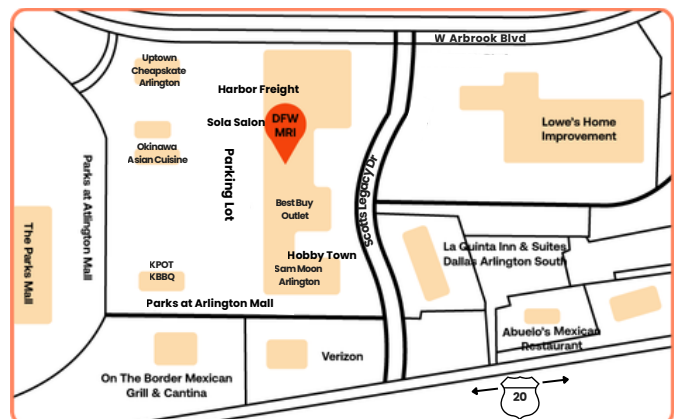 W Arbrook Blvd
Uptown
Cheapskate
Arlington
Harbor Freight
Sola Salon
DFW
MRI
Lowe's Home
Improvement
Okinawa
Asian Cuisine
Parking Lot
Parks at Atlington Mall
Scotts Legacy Dr
Best Buy
Outlet
The Parks Mall
La Quinta Inn & Suites
Dallas Arlington South
Hobby Town
Sam Moon
Arlington
KPOT
KBBQ
Parks at Arlington Mall
Abuelo's Mexican
Restaurant
Verizon
On The Border Mexican
Grill & Cantina
20